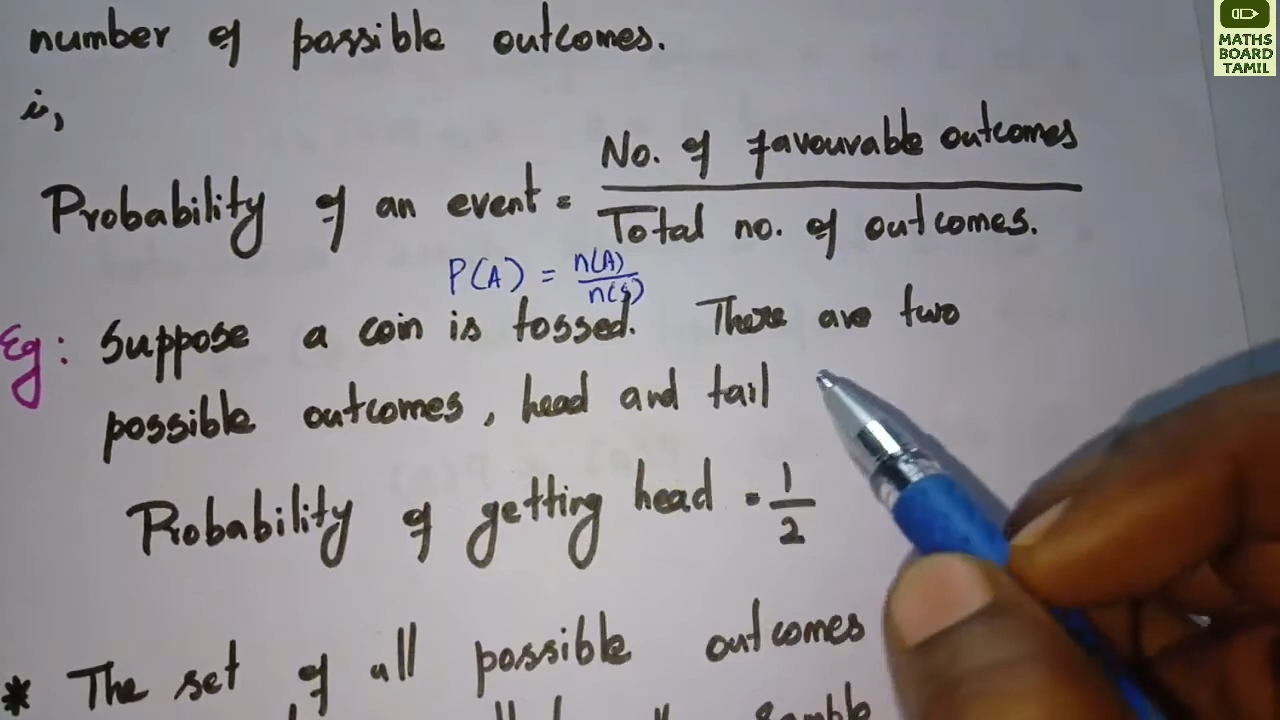 number of possible outcomes.
ie,
Probability of an event = No. of favourable outcomes
Total no. of outcomes.
P(A) = n(A)
n(S)
Eg: Suppose a coin is tossed. There are two
possible outcomes, head and tail
Probability of getting head = 1
2
* The set of all possible outcomes
MATHS
BOARD
TAMIL